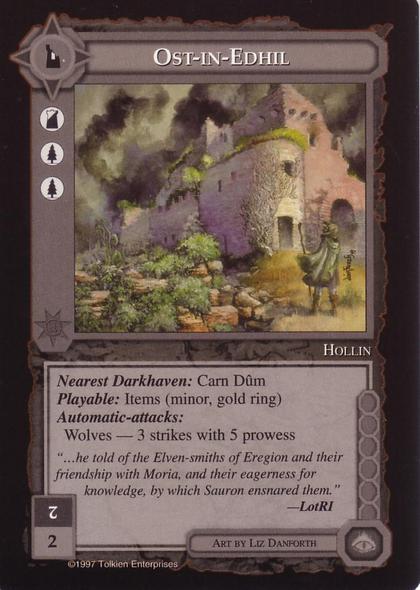 OST-IN-EDHIL
HOLLIN
Nearest Darkhaven: Carn Dûm
Playable: Items (minor, gold ring)
Automatic-attacks:
Wolves — 3 strikes with 5 prowess
“...he told of the Elven-smiths of Eregion and their
friendship with Moria, and their eagerness for
knowledge, by which Sauron ensnared them.”
—LotRI
2
2
ART BY LIZ DANFORTH
©1997 Tolkien Enterprises